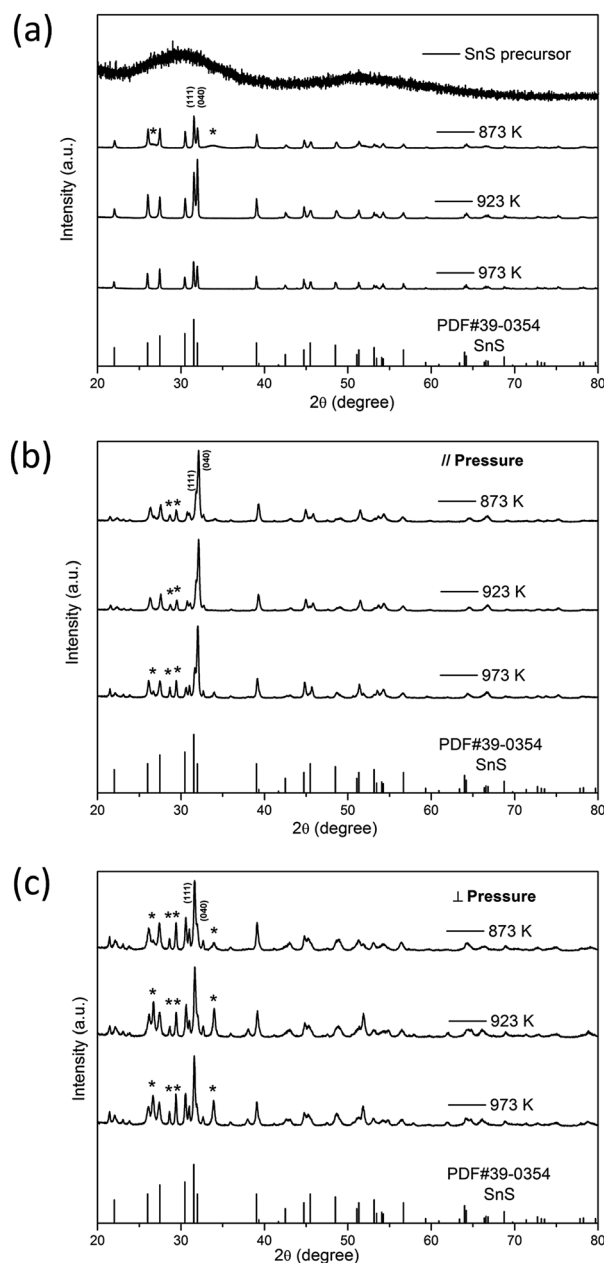 (a)
SnS precursor
(111)
(040)
*
*
873 K
923 K
973 K
PDF#39-0354
SnS
Intensity (a.u.)
20 30 40 50 60 70 80
2θ (degree)
(b)
// Pressure
(111)
(040)
* *
873 K
* *
923 K
* * *
973 K
PDF#39-0354
SnS
Intensity (a.u.)
20 30 40 50 60 70 80
2θ (degree)
(c)
⊥ Pressure
(111)
(040)
* ** *
873 K
* ** *
923 K
* ** *
973 K
PDF#39-0354
SnS
Intensity (a.u.)
20 30 40 50 60 70 80
2θ (degree)